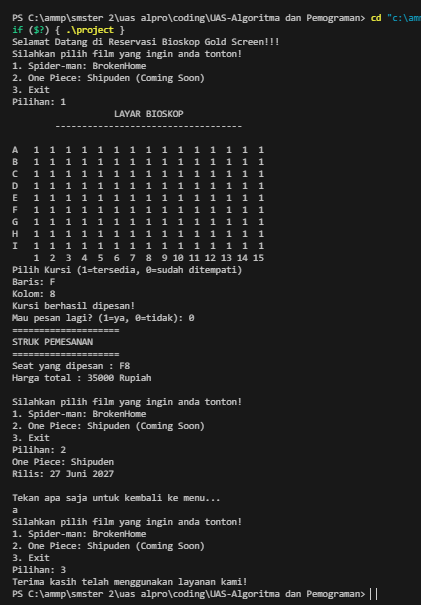 PS C:\ammp\smster 2\uas alpro\coding\UAS-Algoritma dan Pemograman> cd "c:\am
if ($?) { .\project }
Selamat Datang di Reservasi Bioskop Gold Screen!!!
Silahkan pilih film yang ingin anda tonton!
1. Spider-man: BrokenHome
2. One Piece: Shipuden (Coming Soon)
3. Exit
Pilihan: 1
LAYAR BIOSKOP
-----------------------------------
A 1 1 1 1 1 1 1 1 1 1 1 1 1 1 1
B 1 1 1 1 1 1 1 1 1 1 1 1 1 1 1
C 1 1 1 1 1 1 1 1 1 1 1 1 1 1 1
D 1 1 1 1 1 1 1 1 1 1 1 1 1 1 1
E 1 1 1 1 1 1 1 1 1 1 1 1 1 1 1
F 1 1 1 1 1 1 1 1 1 1 1 1 1 1 1
G 1 1 1 1 1 1 1 1 1 1 1 1 1 1 1
H 1 1 1 1 1 1 1 1 1 1 1 1 1 1 1
I 1 1 1 1 1 1 1 1 1 1 1 1 1 1 1
1 2 3 4 5 6 7 8 9 10 11 12 13 14 15
Pilih Kursi (1=tersedia, 0=sudah ditempati)
Baris: F
Kolom: 8
Kursi berhasil dipesan!
Mau pesan lagi? (1=ya, 0=tidak): 0
====================
STRUK PEMESANAN
====================
Seat yang dipesan : F8
Harga total : 35000 Rupiah
Silahkan pilih film yang ingin anda tonton!
1. Spider-man: BrokenHome
2. One Piece: Shipuden (Coming Soon)
3. Exit
Pilihan: 2
One Piece: Shipuden
Rilis: 27 Juni 2027
Tekan apa saja untuk kembali ke menu...
a
Silahkan pilih film yang ingin anda tonton!
1. Spider-man: BrokenHome
2. One Piece: Shipuden (Coming Soon)
3. Exit
Pilihan: 3
Terima kasih telah menggunakan layanan kami!
PS C:\ammp\smster 2\uas alpro\coding\UAS-Algoritma dan Pemograman>